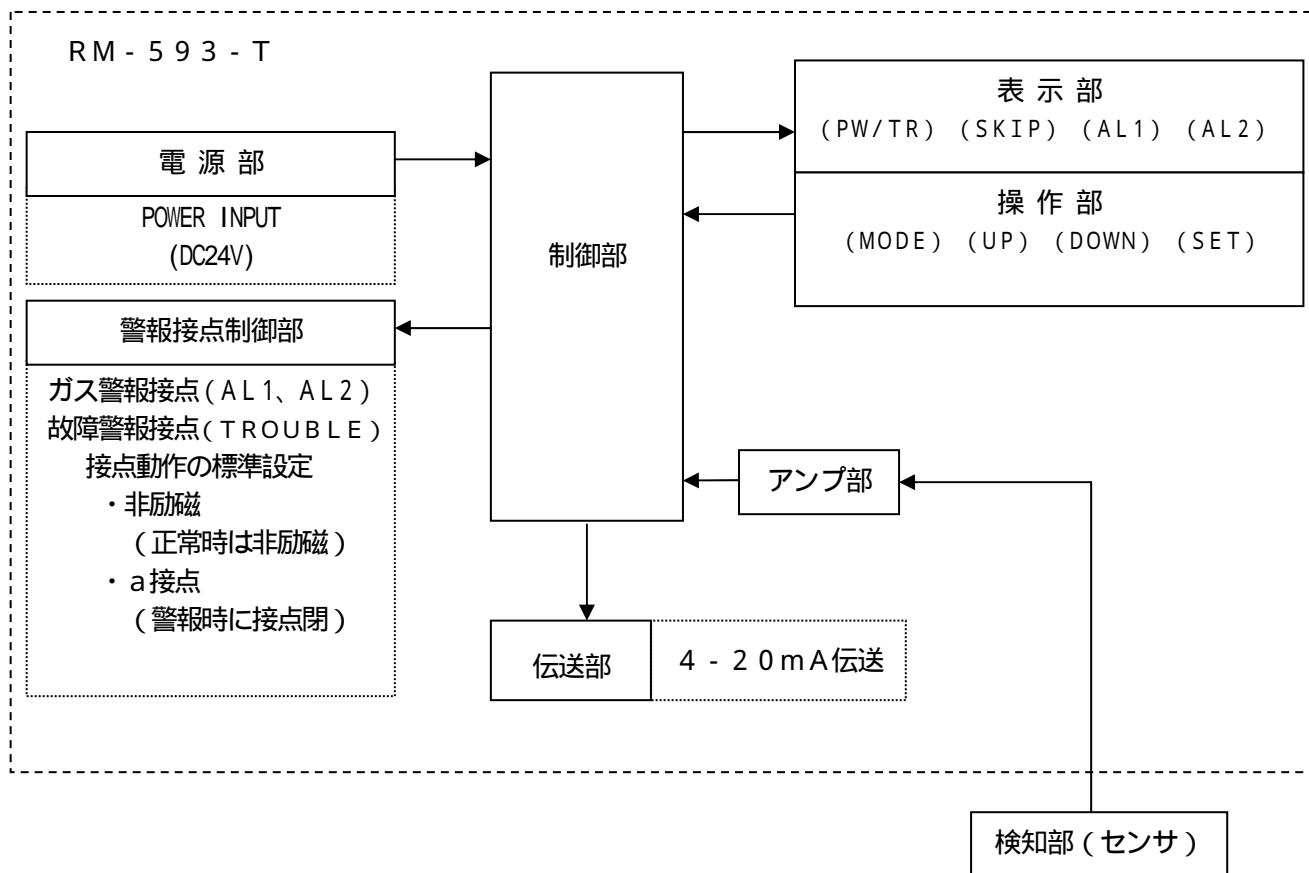 RM-593-T
電源部
POWER INPUT
(DC24V)
警報接点制御部
ガス警報接点(AL1、AL2)
故障警報接点(TROUBLE)
接点動作の標準設定
・非励磁
(正常時は非励磁)
・a接点
(警報時に接点閉)
制御部
表示部
(PW/TR) (SKIP) (AL1) (AL2)
操作部
(MODE) (UP) (DOWN) (SET)
アンプ部
伝送部
4-20mA伝送
検知部(センサ)